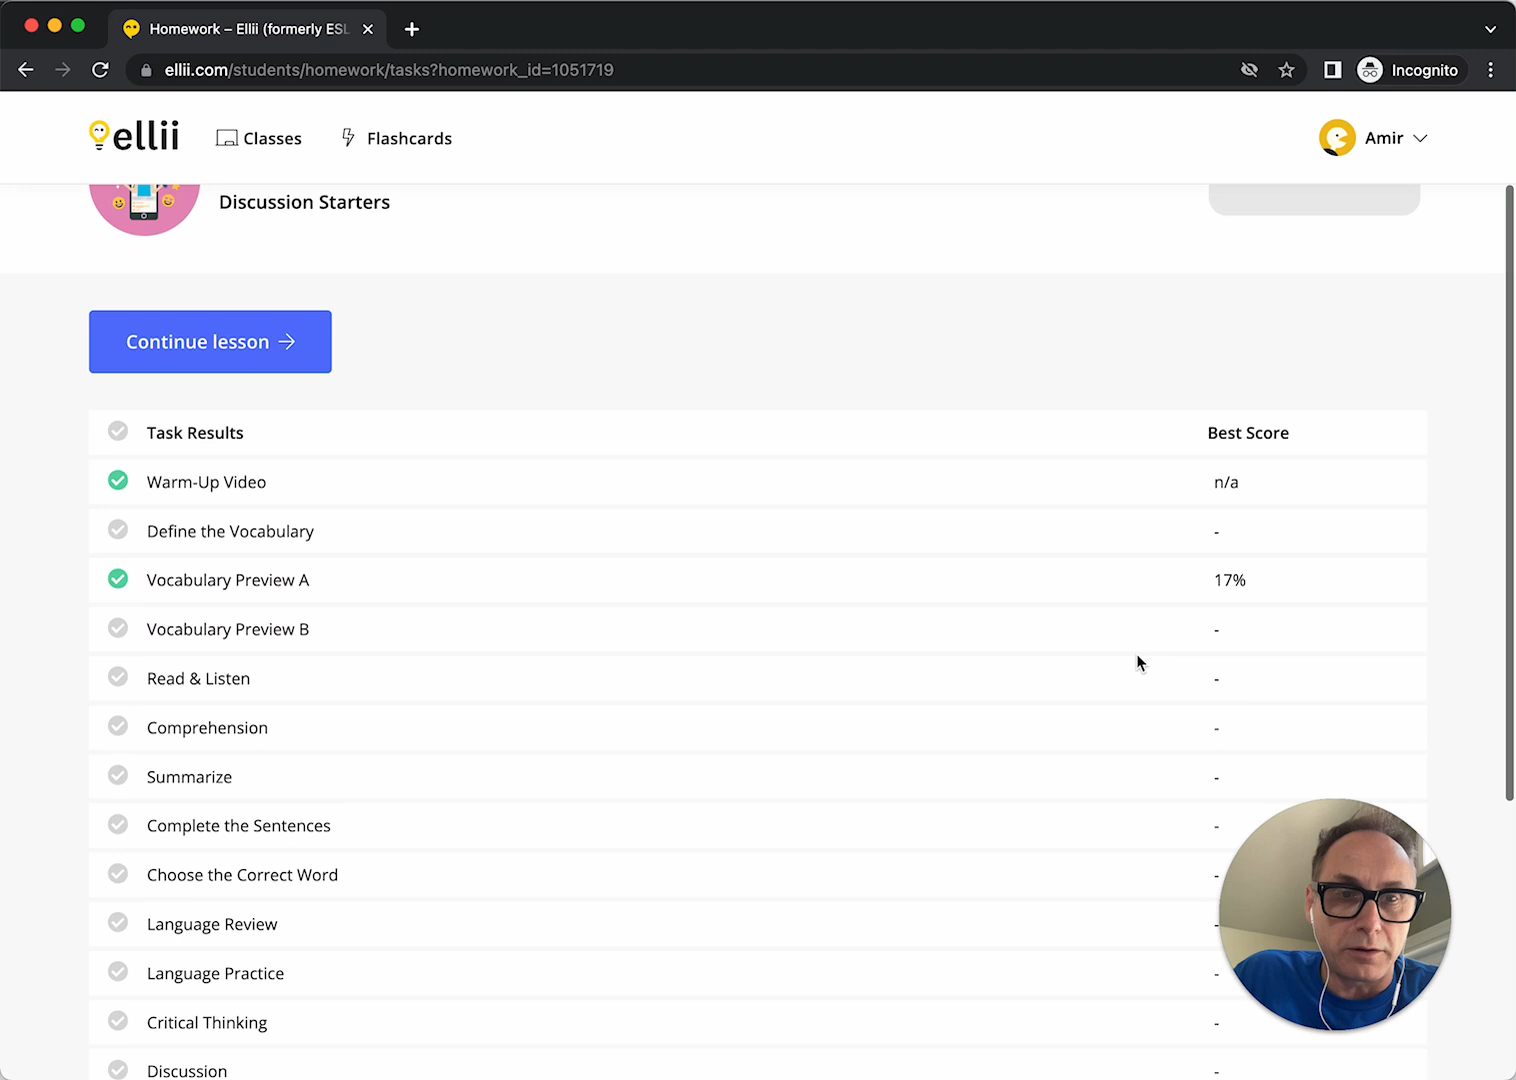 Homework – Ellii (formerly ESL
ellii.com/students/homework/tasks?homework_id=1051719
Incognito
ellii
Classes
Flashcards
Amir
Discussion Starters
Continue lesson →
Task Results Best Score
Warm-Up Video n/a
Define the Vocabulary -
Vocabulary Preview A 17%
Vocabulary Preview B -
Read & Listen -
Comprehension -
Summarize -
Complete the Sentences -
Choose the Correct Word -
Language Review -
Language Practice -
Critical Thinking -
Discussion -